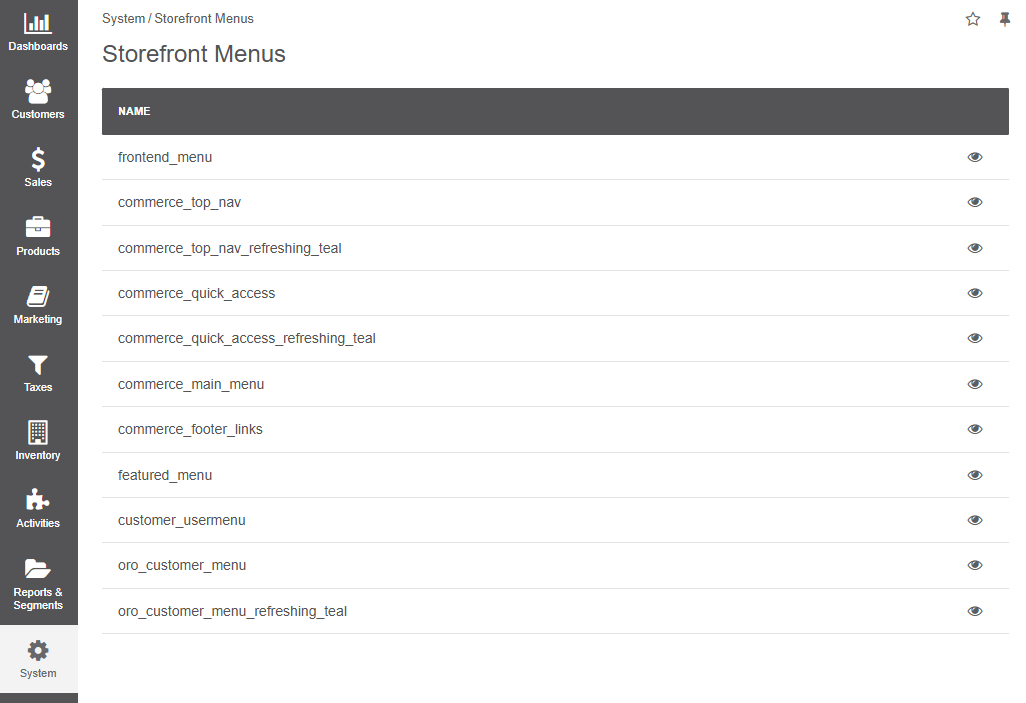 Dashboards
Customers
Sales
Products
Marketing
Taxes
Inventory
Activities
Reports &
Segments
System
System / Storefront Menus
Storefront Menus
NAME
frontend_menu
commerce_top_nav
commerce_top_nav_refreshing_teal
commerce_quick_access
commerce_quick_access_refreshing_teal
commerce_main_menu
commerce_footer_links
featured_menu
customer_usermenu
oro_customer_menu
oro_customer_menu_refreshing_teal